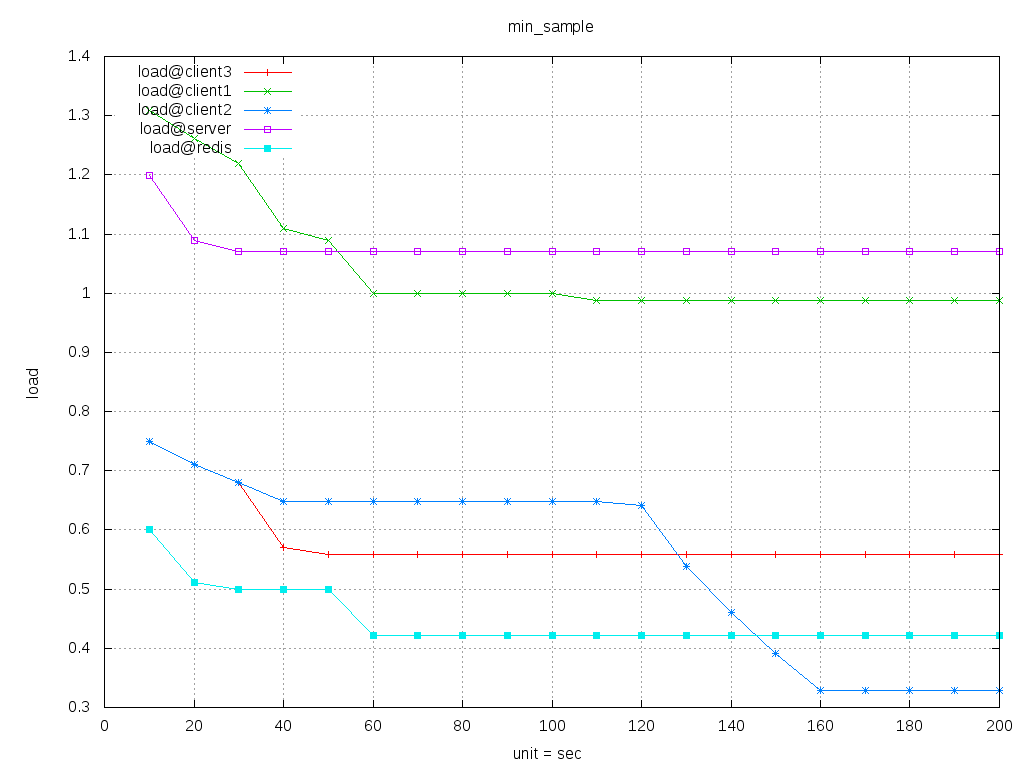 min_sample
1.4
1.3
1.2
1.1
1
0.9
0.8
0.7
0.6
0.5
0.4
0.3
load
load@client3
load@client1
load@client2
load@server
load@redis
0 20 40 60 80 100 120 140 160 180 200
unit = sec